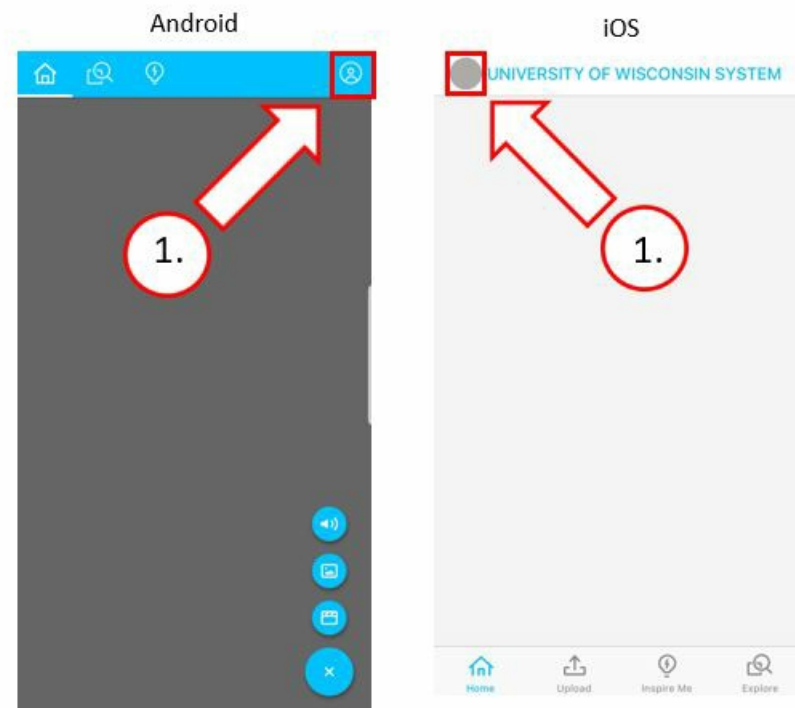 Android
iOS
UNIVERSITY OF WISCONSIN SYSTEM
1.
1.
Home
Upload
Inspire Me
Explore